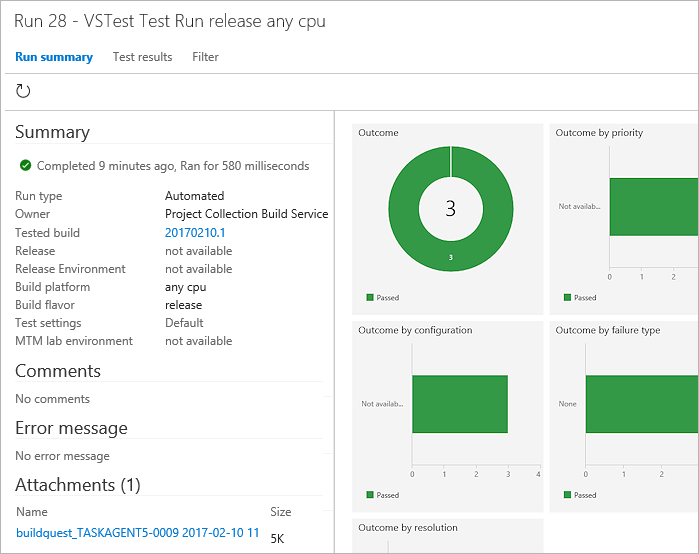 Run 28 - VSTest Test Run release any cpu
Run summary Test results Filter
Summary
Completed 9 minutes ago, Ran for 580 milliseconds
Run type Automated
Owner Project Collection Build Service
Tested build 20170210.1
Release not available
Release Environment not available
Build platform any cpu
Build flavor release
Test settings Default
MTM lab environment not available
Comments
No comments
Error message
No error message
Attachments (1)
Name Size
buildquest_TASKAGENT5-0009 2017-02-10 11 5K
Outcome
3
3
Passed
Outcome by priority
Not availab...
0 1 2
Passed
Outcome by configuration
Not availab...
0 1 2 3 4
Passed
Outcome by failure type
None
0 1 2
Passed
Outcome by resolution